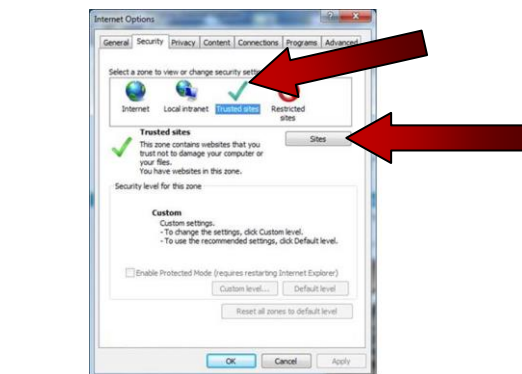 Internet Options
General Security Privacy Content Connections Programs Advanced
Select a zone to view or change security
Internet Local intranet Trusted sites Restricted
sites
Trusted sites
Sites
This zone contains websites that you
trust not to damage your computer or
your files.
You have websites in this zone.
Security level for this zone
Custom
Custom settings.
- To change the settings, click Custom level.
- To use the recommended settings, click Default level.
Enable Protected Mode (requires restarting Internet Explorer)
Custom level... Default level
Reset all zones to default level
OK Cancel Apply